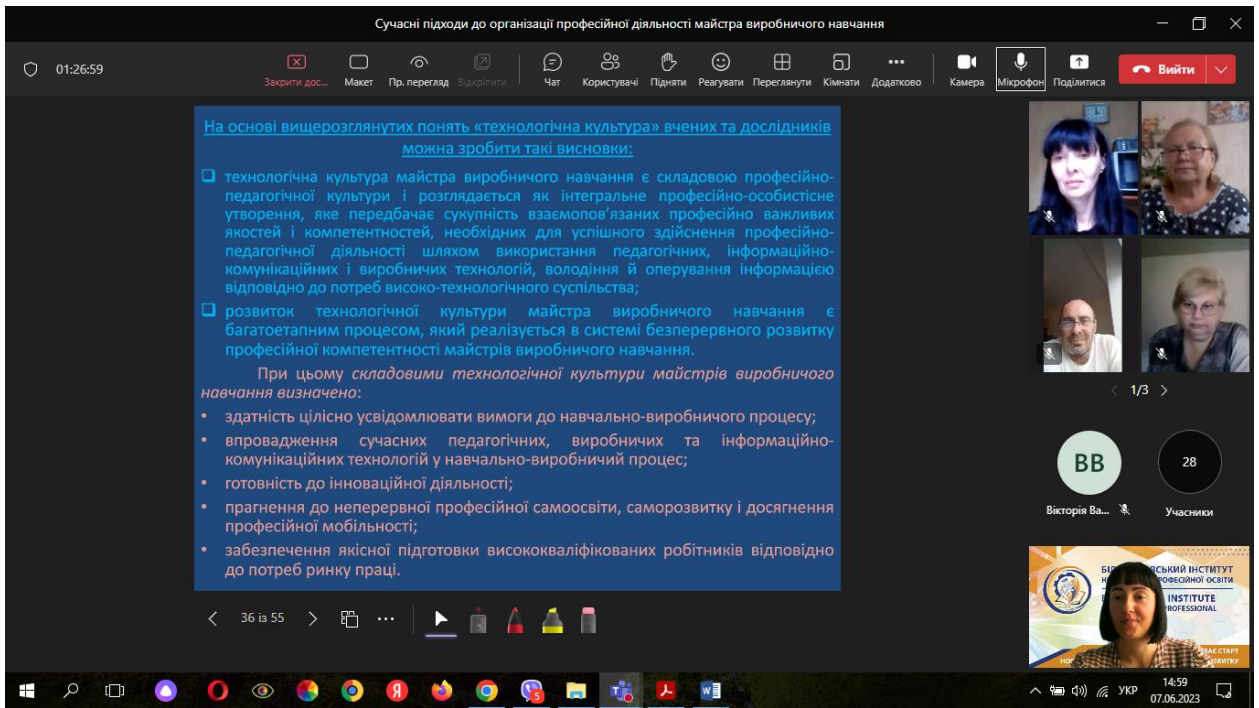 Сучасні підходи до організації професійної діяльності майстра виробничого навчання
01:26:59
Закрити дос...
Макет
Пр. перегляд
Відкріпити
Чат
Користувачі
Підняти
Реагувати
Переглянути
Кімнати
Додатково
Камера
Мікрофон
Поділитися
Вийти
На основі вищерозглянутих понять «технологічна культура» вчених та дослідників
можна зробити такі висновки:
технологічна культура майстра виробничого навчання є складовою професійно-
педагогічної культури і розглядається як інтегральне професійно-особистісне
утворення, яке передбачає сукупність взаємопов’язаних професійно важливих
якостей і компетентностей, необхідних для успішного здійснення професійно-
педагогічної діяльності шляхом використання педагогічних, інформаційно-
комунікаційних і виробничих технологій, володіння й оперування інформацією
відповідно до потреб високо-технологічного суспільства;
розвиток технологічної культури майстра виробничого навчання є
багатоетапним процесом, який реалізується в системі безперервного розвитку
професійної компетентності майстрів виробничого навчання.
При цьому складовими технологічної культури майстрів виробничого
навчання визначено:
• здатність цілісно усвідомлювати вимоги до навчально-виробничого процесу;
• впровадження сучасних педагогічних, виробничих та інформаційно-
комунікаційних технологій у навчально-виробничий процес;
• готовність до інноваційної діяльності;
• прагнення до неперервної професійної самоосвіти, саморозвитку і досягнення
професійної мобільності;
• забезпечення якісної підготовки висококваліфікованих робітників відповідно
до потреб ринку праці.
36 із 55
1/3
ВВ
28
Вікторія Ва...
Учасники
ІНСТИТУТ
INSTITUTE
PROFESSIONAL
СТАРТ
5
УКР
14:59
07.06.2023